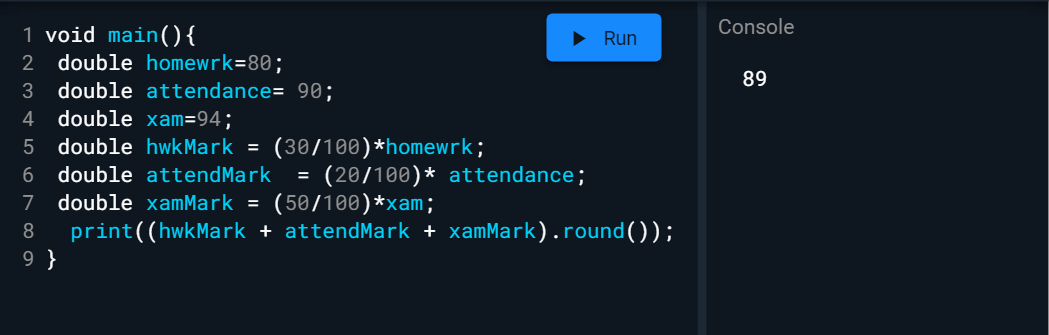 1 void main(){
Run
Console
2 double homewrk=80;
3 double attendance= 90;
89
4 double xam=94;
5 double hwkMark = (30/100)*homewrk;
6 double attendMark  = (20/100)* attendance;
7 double xamMark = (50/100)*xam;
8 print((hwkMark + attendMark + xamMark).round());
9 }